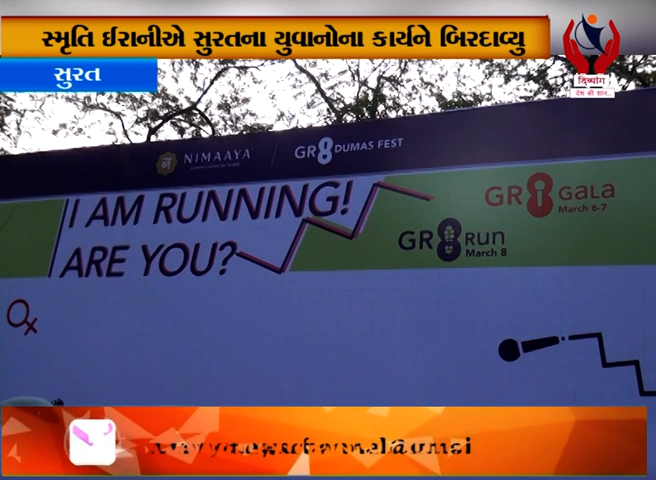 સ્મૃતિ ઈરાનીએ સુરતના યુવાનોના કાર્યને બિરદાવ્યુ
સુરત
दिव्यांग
देश की शान..
NIMAAYA
GR8 DUMAS FEST
I AM RUNNING!
ARE YOU?
GR8 GALA
March 6-7
GR8 RUN
March 8